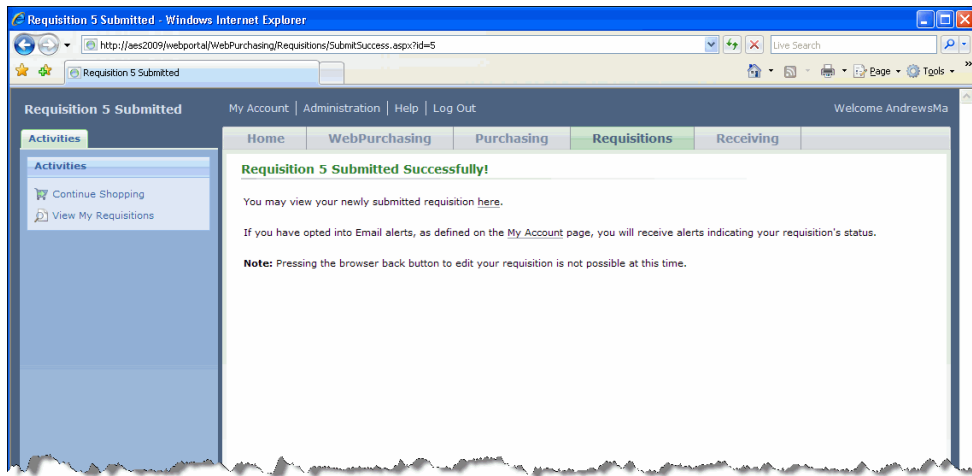 Requisition 5 Submitted - Windows Internet Explorer
http://aes2009/webportal/WebPurchasing/Requisitions/SubmitSuccess.aspx?id=5
Live Search
Requisition 5 Submitted
Page
Tools
»
Requisition 5 Submitted
My Account | Administration | Help | Log Out
Welcome AndrewsMa
Activities
Home
WebPurchasing
Purchasing
Requisitions
Receiving
Activities
Continue Shopping
View My Requisitions
Requisition 5 Submitted Successfully!
You may view your newly submitted requisition here.
If you have opted into Email alerts, as defined on the My Account page, you will receive alerts indicating your requisition's status.
Note: Pressing the browser back button to edit your requisition is not possible at this time.